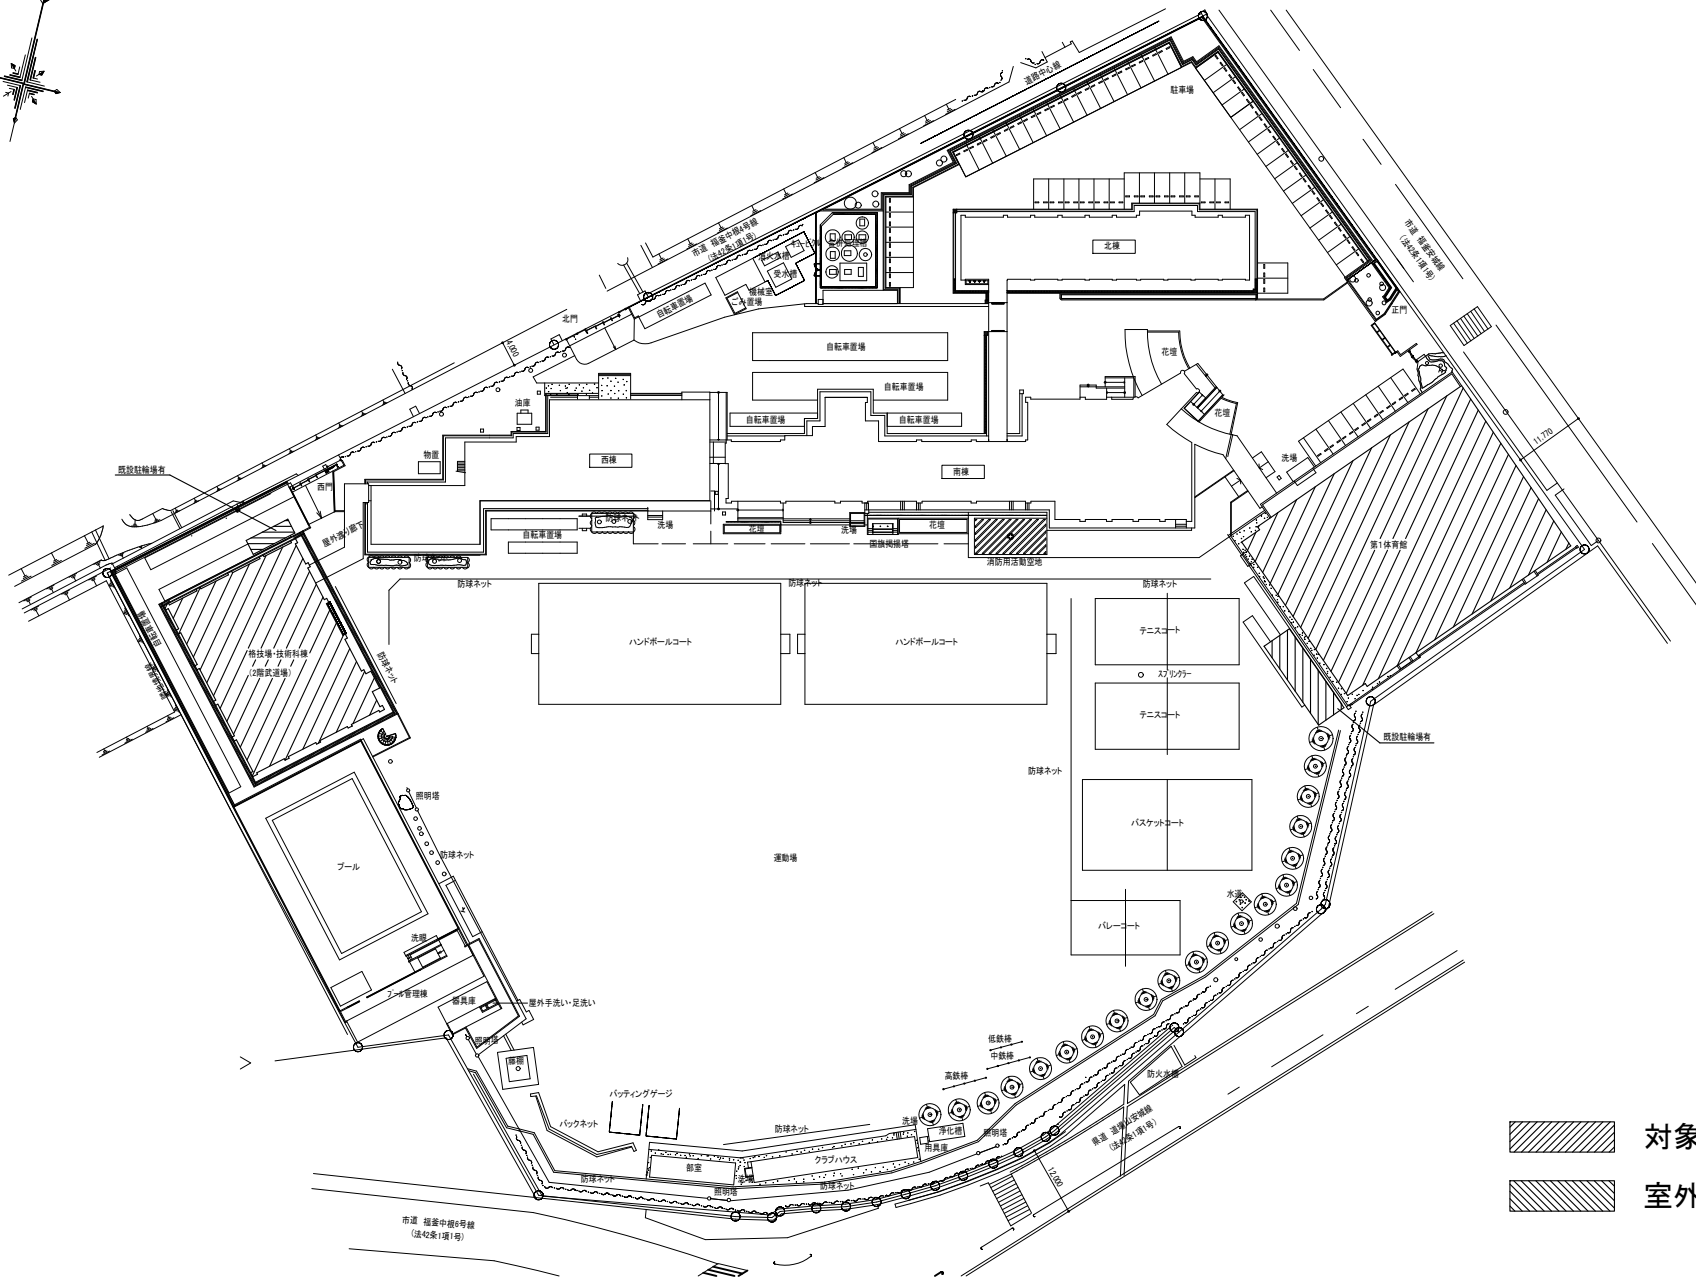 道路中心線
駐車場
市道 福釜中根4号線
(法42条1項1号)
市道 福釜安城線
(法42条1項1号)
北棟
受水槽
機械室
ごみ置場
自転車置場
北門
4,000
正門
自転車置場
花壇
自転車置場
油庫
自転車置場
自転車置場
花壇
11,770
物置
西棟
南棟
洗場
既設駐輪場有
西門
屋外渡り廊下
自転車置場
洗場
花壇
洗場
花壇
国旗掲揚塔
消防用活動空地
第1体育館
防球ネット
防球ネット
防球ネット
ハンドボールコート
ハンドボールコート
テニスコート
自転車置場
格技場・技術科棟
(2階武道場)
防球ネット
スプリンクラー
テニスコート
既設駐輪場有
防球ネット
照明塔
バスケットコート
防球ネット
運動場
プール
水道
バレーコート
洗眼
プール管理棟
器具庫
屋外手洗い・足洗い
照明塔
藤棚
低鉄棒
中鉄棒
高鉄棒
防火水槽
バッティングゲージ
バックネット
防球ネット
洗場
浄化槽
照明塔
用具庫
県道 道場山安城線
(法42条1項1号)
部室
クラブハウス
防球ネット
照明塔
防球ネット
12,000
市道 福釜中根6号線
(法42条1項1号)
対象
室外